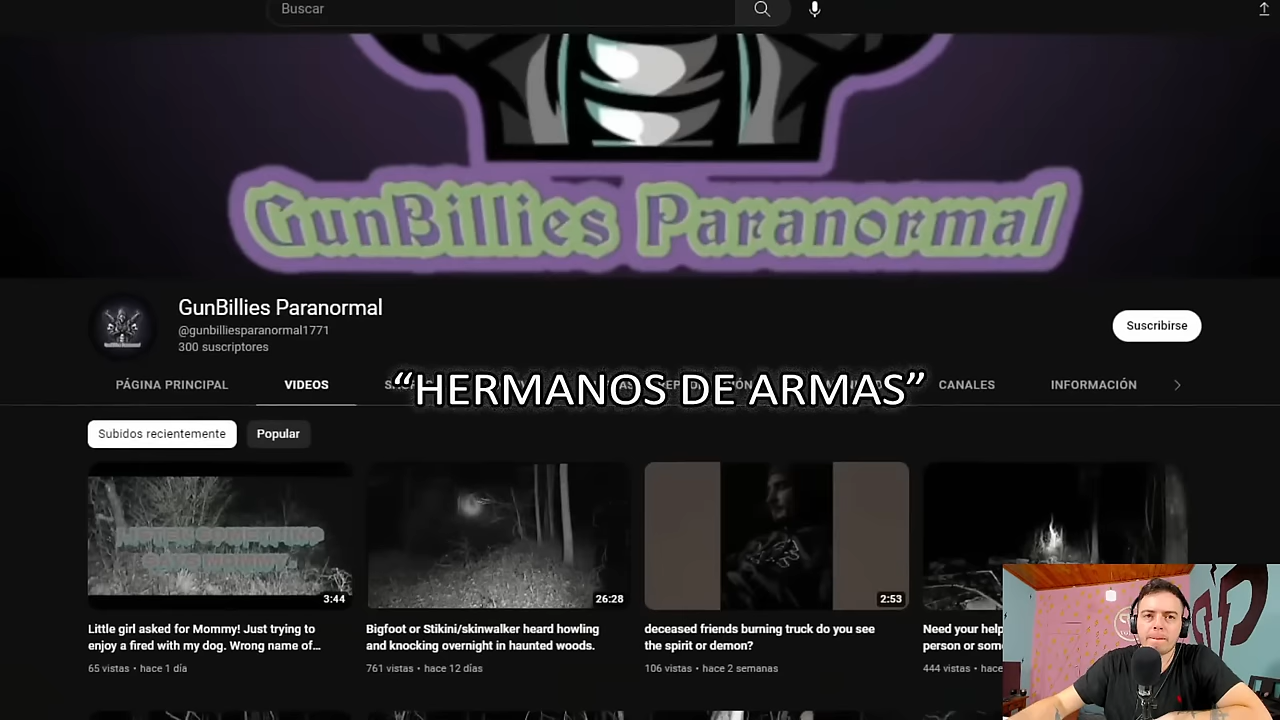 Buscar
GunBillies Paranormal
GunBillies Paranormal
@gunbilliesparanormal1771
300 suscriptores
Suscribirse
PÁGINA PRINCIPAL
VIDEOS
“HERMANOS DE ARMAS”
CANALES
INFORMACIÓN
Subidos recientemente
Popular
3:44
26:28
2:53
Little girl asked for Mommy! Just trying to
enjoy a fired with my dog. Wrong name of...
65 vistas • hace 1 día
Bigfoot or Stikini/skinwalker heard howling
and knocking overnight in haunted woods.
761 vistas • hace 12 días
deceased friends burning truck do you see
the spirit or demon?
106 vistas • hace 2 semanas
Need your help
person or
444 vistas • hace